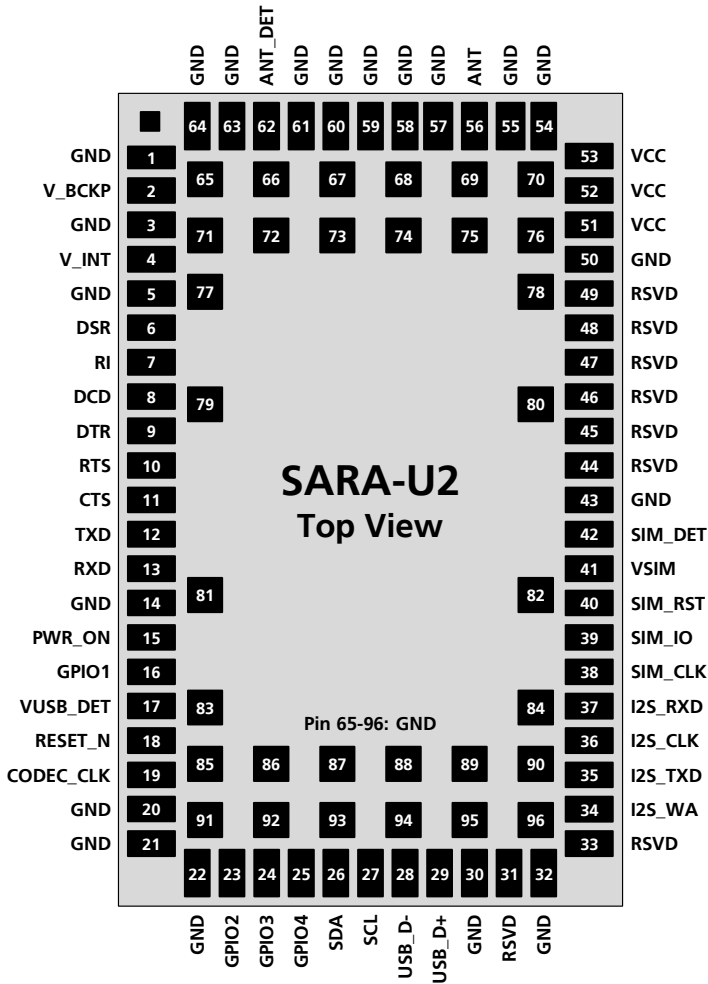 GND
GND
ANT_DET
GND
GND
GND
GND
GND
ANT
GND
GND
64 63 62 61 60 59 58 57 56 55 54
GND 1
V_BCKP 2
GND 3
V_INT 4
GND 5
DSR 6
RI 7
DCD 8
DTR 9
RTS 10
CTS 11
TXD 12
RXD 13
GND 14
PWR_ON 15
GPIO1 16
VUSB_DET 17
RESET_N 18
CODEC_CLK 19
GND 20
GND 21
65 66 67 68 69 70
71 72 73 74 75 76
77 78
79 80
SARA-U2
Top View
81 82
83 84
Pin 65-96: GND
85 86 87 88 89 90
91 92 93 94 95 96
53 VCC
52 VCC
51 VCC
50 GND
49 RSVD
48 RSVD
47 RSVD
46 RSVD
45 RSVD
44 RSVD
43 GND
42 SIM_DET
41 VSIM
40 SIM_RST
39 SIM_IO
38 SIM_CLK
37 I2S_RXD
36 I2S_CLK
35 I2S_TXD
34 I2S_WA
33 RSVD
22 23 24 25 26 27 28 29 30 31 32
GND
GPIO2
GPIO3
GPIO4
SDA
SCL
USB_D-
USB_D+
GND
RSVD
GND